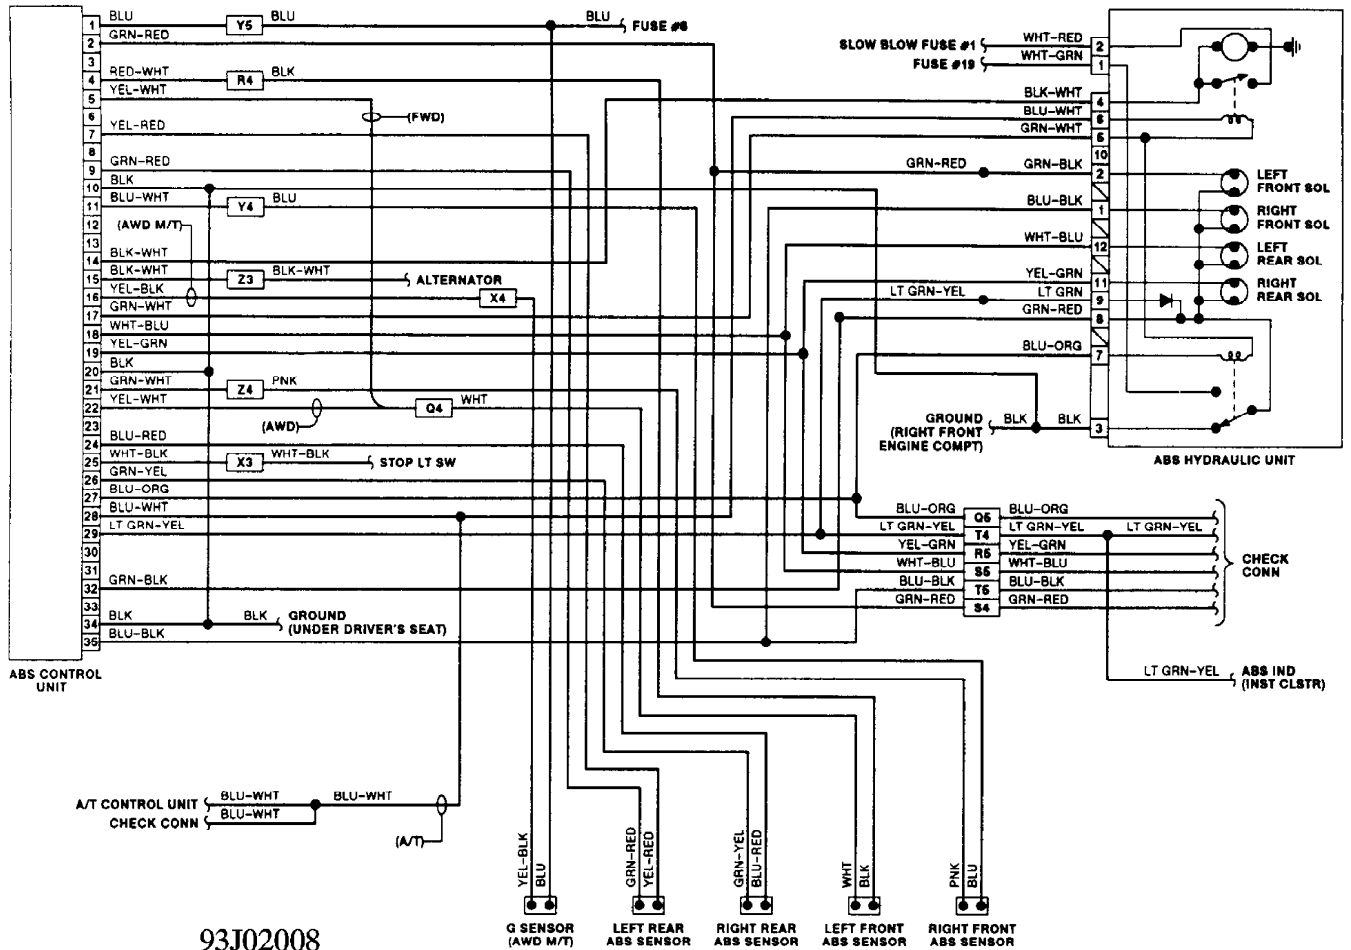 1 BLU Y5 BLU BLU FUSE #6
2 GRN-RED
3
4 RED-WHT R4 BLK
5 YEL-WHT
6 (FWD)
7 YEL-RED
8
9 GRN-RED
10 BLK
11 BLU-WHT Y4 BLU
12 (AWD M/T)
13
14 BLK-WHT
15 BLK-WHT Z3 BLK-WHT ALTERNATOR
16 YEL-BLK X4
17 GRN-WHT
18 WHT-BLU
19 YEL-GRN
20 BLK
21 GRN-WHT Z4 PNK
22 YEL-WHT Q4 WHT
23 (AWD)
24 BLU-RED
25 WHT-BLK X3 WHT-BLK STOP LT SW
26 GRN-YEL
27 BLU-ORG
28 BLU-WHT
29 LT GRN-YEL
30
31
32 GRN-BLK
33
34 BLK BLK GROUND
(UNDER DRIVER'S SEAT)
35 BLU-BLK
ABS CONTROL
UNIT
SLOW BLOW FUSE #1 WHT-RED 2
FUSE #19 WHT-GRN 1
BLK-WHT 4
BLU-WHT 6
GRN-WHT 5
10
GRN-RED GRN-BLK 2
LEFT
FRONT SOL
BLU-BLK 1
RIGHT
FRONT SOL
WHT-BLU 12
LEFT
REAR SOL
YEL-GRN 11
RIGHT
REAR SOL
LT GRN-YEL LT GRN 9
GRN-RED 8
BLU-ORG 7
GROUND
(RIGHT FRONT
ENGINE COMPT)
BLK BLK 3
ABS HYDRAULIC UNIT
BLU-ORG Q5 BLU-ORG
LT GRN-YEL T4 LT GRN-YEL LT GRN-YEL
YEL-GRN R5 YEL-GRN
WHT-BLU S5 WHT-BLU
BLU-BLK T5 BLU-BLK
GRN-RED S4 GRN-RED
CHECK
CONN
LT GRN-YEL ABS IND
(INST CLSTR)
A/T CONTROL UNIT BLU-WHT BLU-WHT
CHECK CONN BLU-WHT
(A/T)
YEL-BLK BLU
G SENSOR
(AWD M/T)
GRN-RED YEL-RED
LEFT REAR
ABS SENSOR
GRN-YEL BLU-RED
RIGHT REAR
ABS SENSOR
WHT BLK
LEFT FRONT
ABS SENSOR
PNK BLU
RIGHT FRONT
ABS SENSOR
93J02008